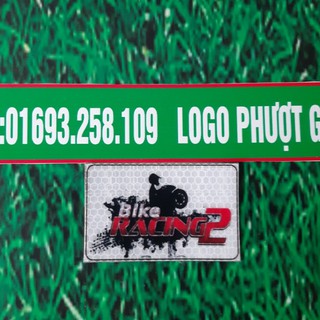 :01693.258.109 LOGO PHƯỢT G
Bike
RACING 2